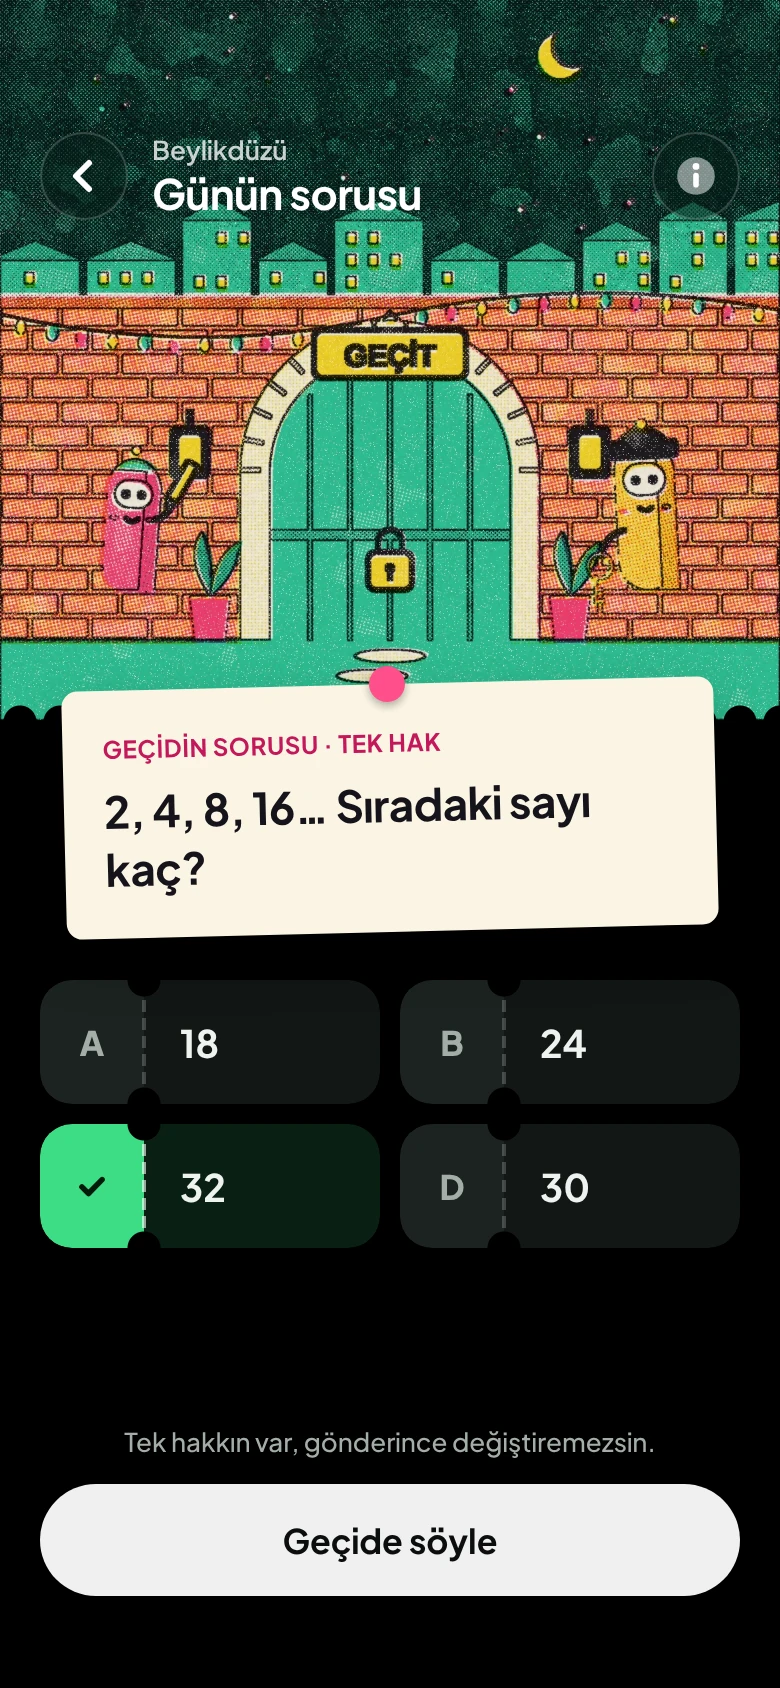 Beylikdüzü
Günün sorusu
GEÇİT
GEÇİDİN SORUSU · TEK HAK
2, 4, 8, 16... Sıradaki sayı
kaç?
A 18
B 24
32
D 30
Tek hakkın var, gönderince değiştiremezsin.
Geçide söyle